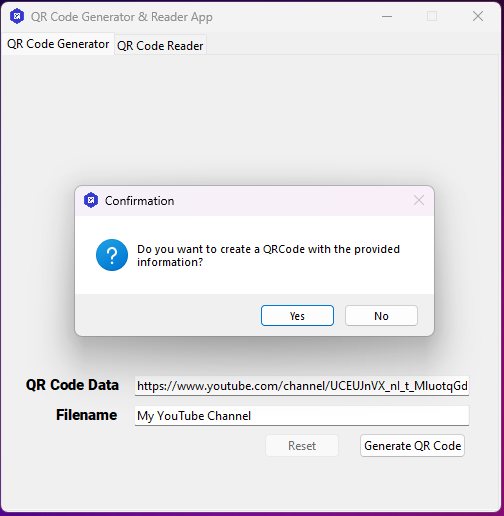 QR Code Generator & Reader App
QR Code Generator
QR Code Reader
Confirmation
Do you want to create a QRCode with the provided
information?
Yes
No
QR Code Data
https://www.youtube.com/channel/UCEUJnVX_nl_t_MluotqGd
Filename
My YouTube Channel
Reset
Generate QR Code